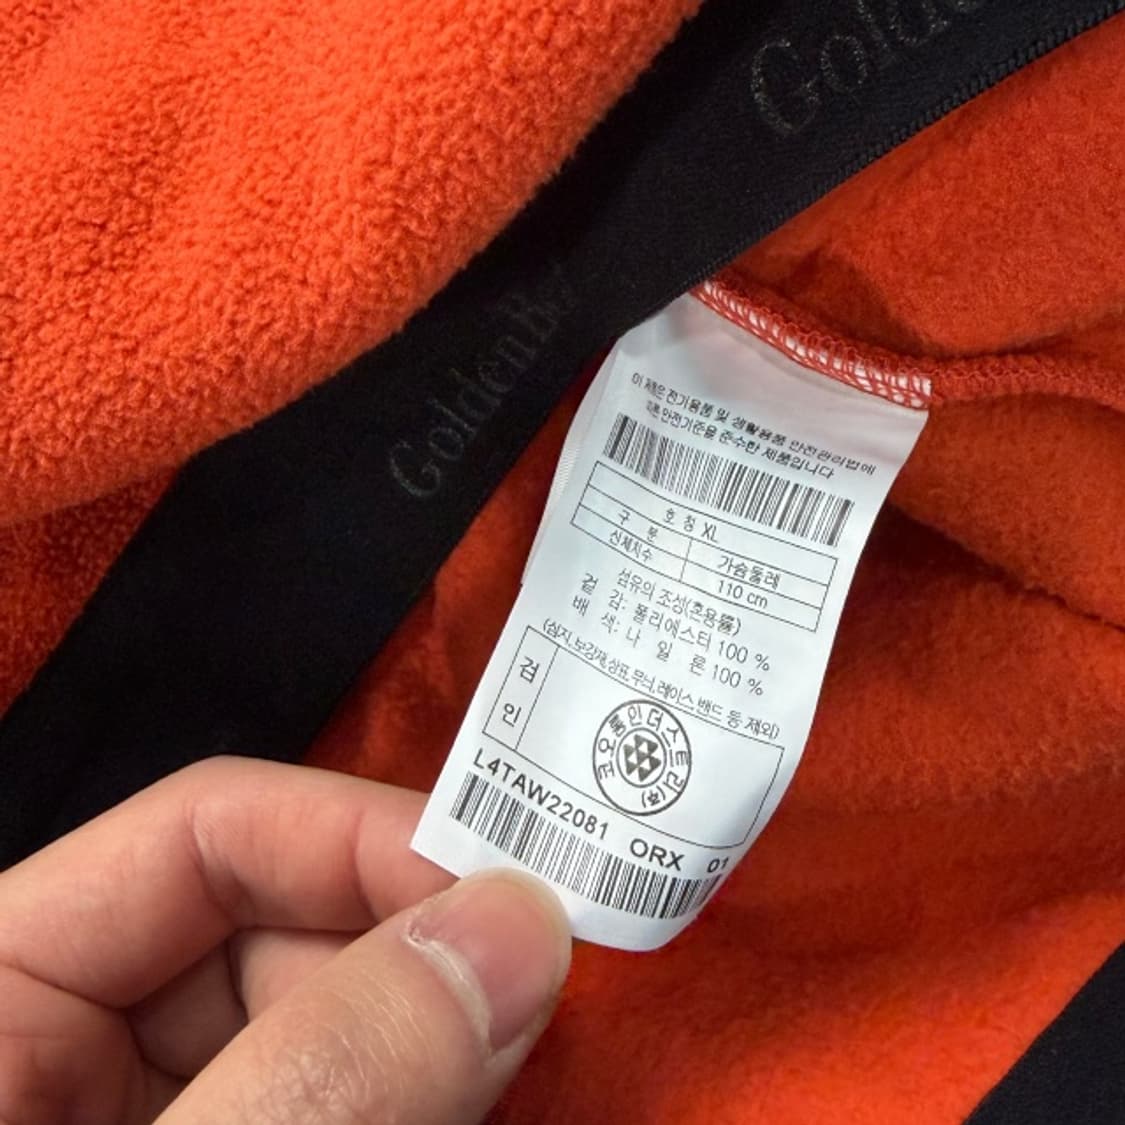 Golde
GoldenBe
이 제품은 전기용품 및 생활용품 안전관리법에
따른 안전기준을 준수한 제품입니다
호 칭 XL
구 분 가슴둘레
신체치수 110 cm
섬유의 조성(혼용률)
겉 감: 폴리에스터 100 %
배 색: 나 일 론 100 %
(심지,보강재,상표,무늬,레이스,밴드 등 제외)
검 인
코오롱인더스트리(주)
L4TAW22081 ORX 01